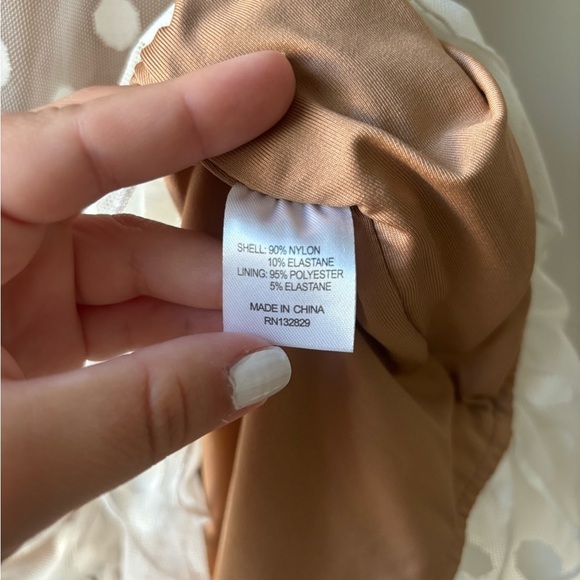 SHELL: 90% NYLON
10% ELASTANE
LINING: 95% POLYESTER
5% ELASTANE
MADE IN CHINA
RN132829